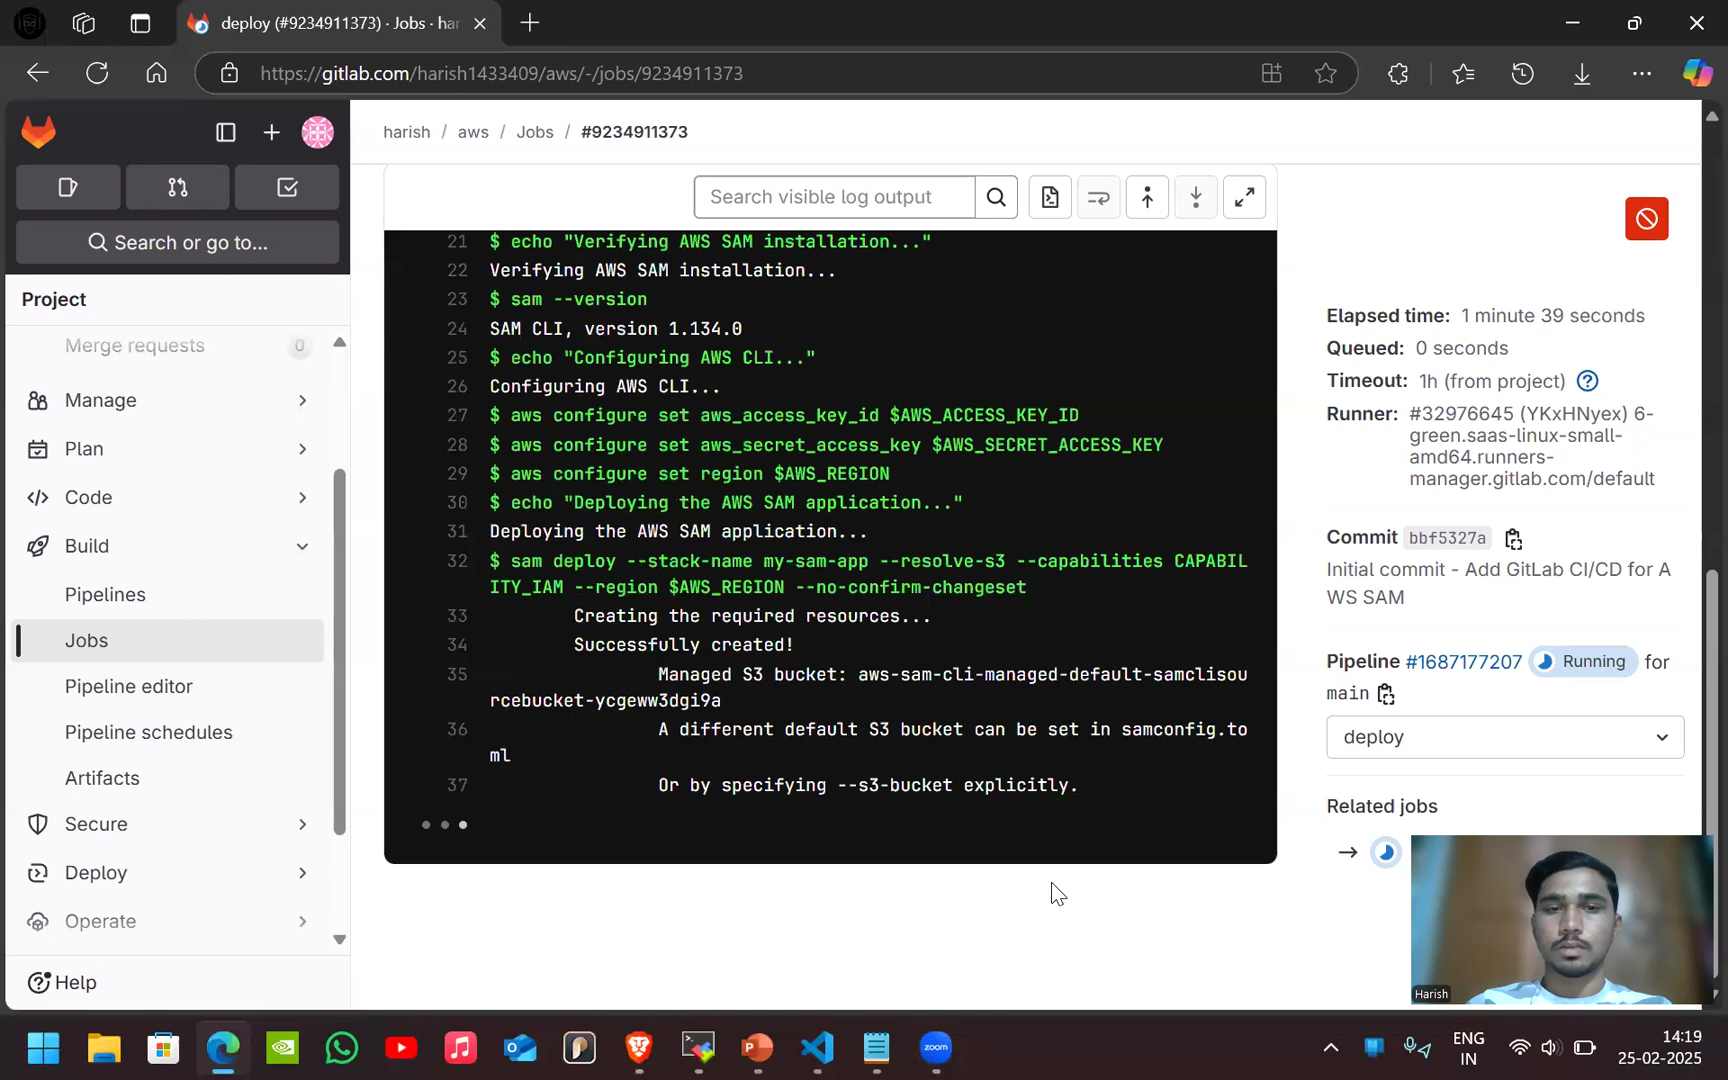 deploy (#9234911373) · Jobs · har
https://gitlab.com/harish1433409/aws/-/jobs/9234911373
harish / aws / Jobs / #9234911373
Search or go to...
Project
Merge requests 0
Manage
Plan
Code
Build
Pipelines
Jobs
Pipeline editor
Pipeline schedules
Artifacts
Secure
Deploy
Operate
Help
Search visible log output
21 $ echo "Verifying AWS SAM installation..."
22 Verifying AWS SAM installation...
23 $ sam --version
24 SAM CLI, version 1.134.0
25 $ echo "Configuring AWS CLI..."
26 Configuring AWS CLI...
27 $ aws configure set aws_access_key_id $AWS_ACCESS_KEY_ID
28 $ aws configure set aws_secret_access_key $AWS_SECRET_ACCESS_KEY
29 $ aws configure set region $AWS_REGION
30 $ echo "Deploying the AWS SAM application..."
31 Deploying the AWS SAM application...
32 $ sam deploy --stack-name my-sam-app --resolve-s3 --capabilities CAPABIL
ITY_IAM --region $AWS_REGION --no-confirm-changeset
33 Creating the required resources...
34 Successfully created!
35 Managed S3 bucket: aws-sam-cli-managed-default-samclisou
rcebucket-ycgeww3dgi9a
36 A different default S3 bucket can be set in samconfig.to
ml
37 Or by specifying --s3-bucket explicitly.
Elapsed time: 1 minute 39 seconds
Queued: 0 seconds
Timeout: 1h (from project)
Runner: #32976645 (YKxHNyex) 6-
green.saas-linux-small-
amd64.runners-
manager.gitlab.com/default
Commit bbf5327a
Initial commit - Add GitLab CI/CD for A
WS SAM
Pipeline #1687177207 Running for
main
deploy
Related jobs
Harish
zoom
ENG
IN
14:19
25-02-2025